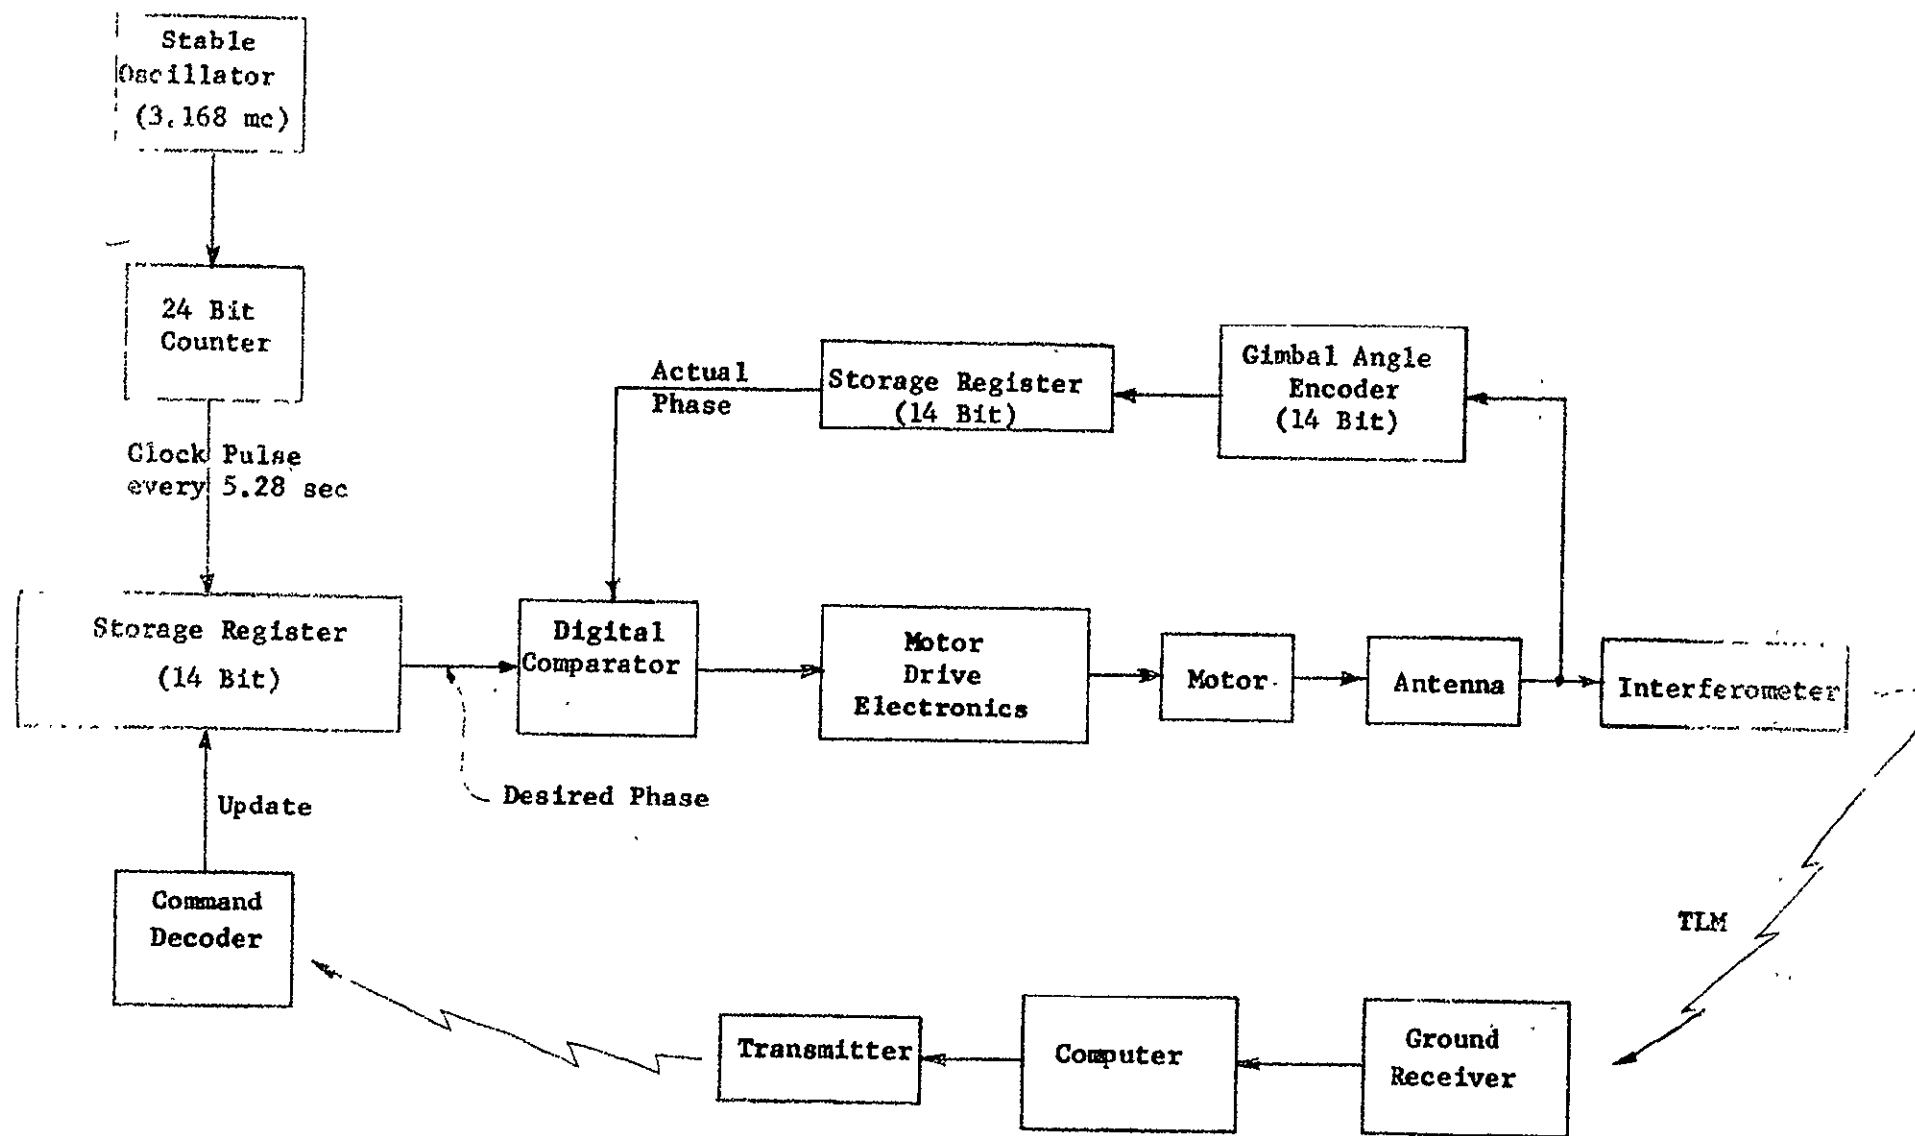 Stable
Oscillator
(3.168 mc)
24 Bit
Counter
Clock Pulse
every 5.28 sec
Actual
Phase
Storage Register
(14 Bit)
Gimbal Angle
Encoder
(14 Bit)
Storage Register
(14 Bit)
Digital
Comparator
Motor
Drive
Electronics
Motor
Antenna
Interferometer
Update
Desired Phase
Command
Decoder
TLM
Transmitter
Computer
Ground
Receiver